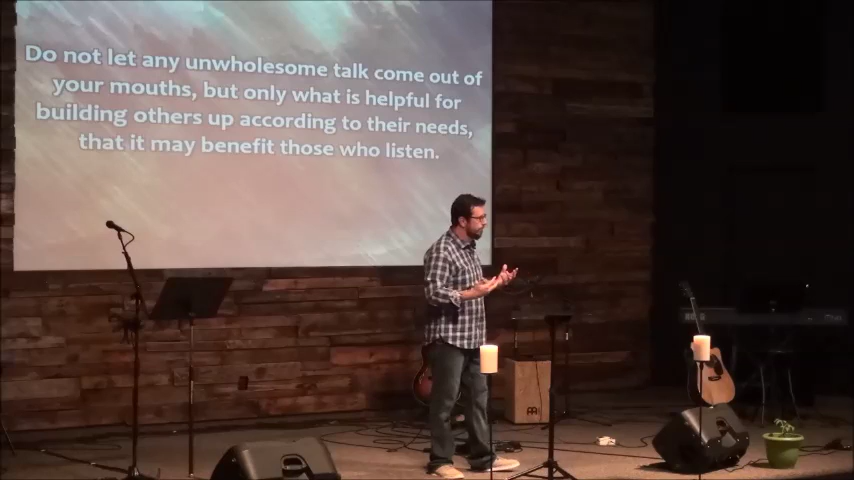 Do not let any unwholesome talk come out of
your mouths, but only what is helpful for
building others up according to their needs,
that it may benefit those who listen.